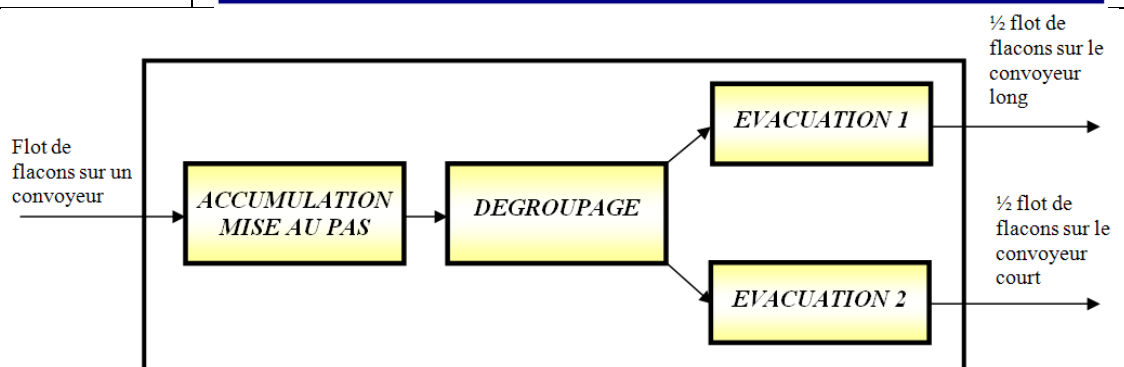 Flot de
flacons sur un
convoyeur
ACCUMULATION
MISE AU PAS
DEGROUPAGE
EVACUATION 1
½ flot de
flacons sur le
convoyeur
long
EVACUATION 2
½ flot de
flacons sur le
convoyeur
court